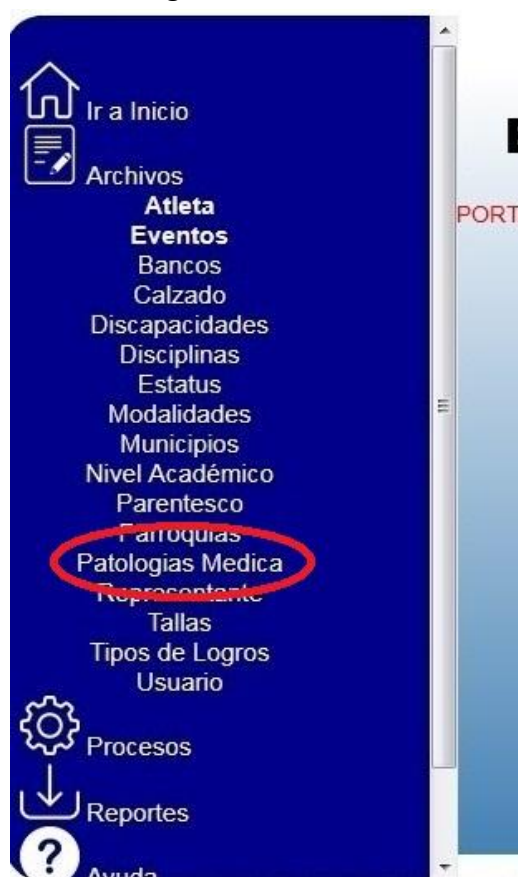 Ir a Inicio
Archivos
Atleta
Eventos
Bancos
Calzado
Discapacidades
Disciplinas
Estatus
Modalidades
Municipios
Nivel Académico
Parentesco
Parroquias
Patologias Medica
Representante
Tallas
Tipos de Logros
Usuario
Procesos
Reportes
Ayuda
PORT